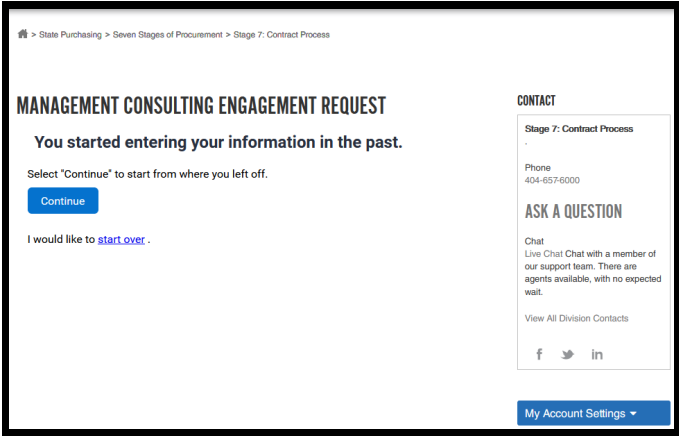 > State Purchasing > Seven Stages of Procurement > Stage 7: Contract Process
MANAGEMENT CONSULTING ENGAGEMENT REQUEST
You started entering your information in the past.
Select "Continue" to start from where you left off.
Continue
I would like to start over .
CONTACT
Stage 7: Contract Process
.
Phone
404-657-6000
ASK A QUESTION
Chat
Live Chat Chat with a member of
our support team. There are
agents available, with no expected
wait.
View All Division Contacts
My Account Settings